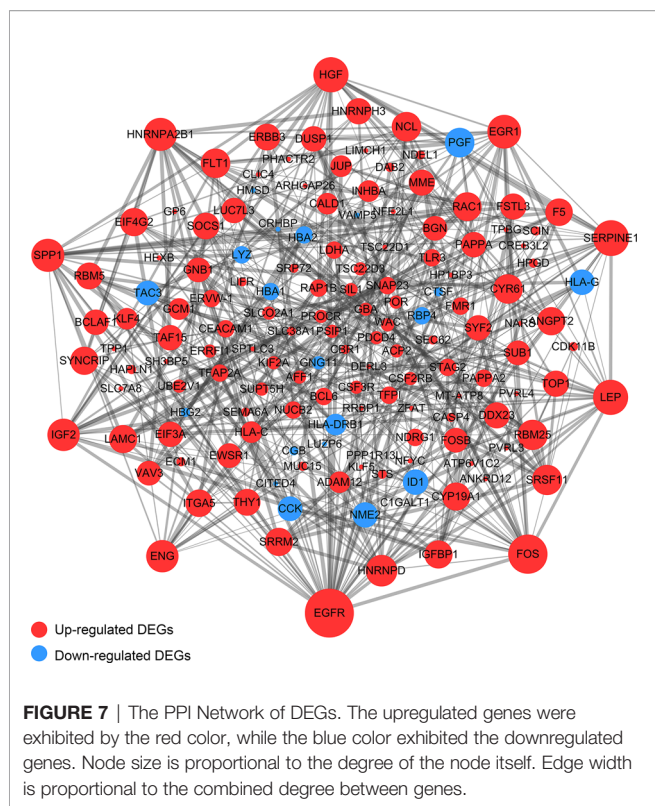 HGF
HNRNPH3
HNRNPA2B1
NCL
EGR1
ERBB3
DUSP1
PGF
LIMCH1
NDEL1
PHACTR2
FLT1
JUP
DAB2
CLIC4
ARHGAP26
MME
HMSD
INHBA
CALD1
NFE2L1
RAC1
FSTL3
F5
GP6
LUC7L3
VAMP5
EIF4G2
SOCS1
CRHBP
BGN
PAPPA
TPBG
SCIN
SERPINE1
HBA2
SPP1
HEXB
LYZ
LDHA
TSC22D1
TLR3
CREB3L2
RBM5
GNB1
LIFR
SRP72
TSC22D3
SNAP23
HP1BP3
HPGD
TAC3
ERVW-1
HBA1
RAP1B
SIL1
CTSF
CYR61
HLA-G
GCM1
SLCO2A1
GBA
POR
FMR1
BCLAF1
KLF4
PROCR
RBP4
NARS
ANGPT2
CEACAM1
SLC38A1
PSIP1
WAC
SYF2
TAF15
PDCD4
SEC62
TPP1
ERRFI1
SPTLC3
CBR1
ACP2
SUB1
CDK11B
SYNCRIP
SH3BP5
KIF2A
GNG11
DERL3
STAG2
HAPLN1
TFAP2A
AFF1
CSF2RB
PAPPA2
TOP1
SLC7A8
UBE2V1
SUPT5H
BCL6
CSF3R
TFPI
MT-ATP8
PVRL4
LEP
HBG2
SEMA6A
NUCB2
RRBP1
ZFAT
CASP4
DDX23
IGF2
LAMC1
EIF3A
HLA-C
HLA-DRB1
NDRG1
FOSB
RBM25
LUZP6
PVRL3
EWSR1
CGB
PPP1R13L
NFYC
ATP6V1C2
VAV3
ECM1
MUC15
KLF5
CITED4
ADAM12
STS
ID1
ANKRD12
SRSF11
ITGA5
THY1
CCK
NME2
C1GALT1
CYP19A1
ENG
SRRM2
IGFBP1
FOS
HNRNPD
EGFR
Up-regulated DEGs
Down-regulated DEGs
FIGURE 7 | The PPI Network of DEGs. The upregulated genes were
exhibited by the red color, while the blue color exhibited the downregulated
genes. Node size is proportional to the degree of the node itself. Edge width
is proportional to the combined degree between genes.